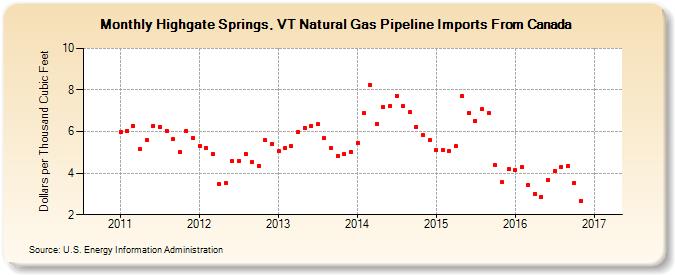 Monthly Highgate Springs, VT Natural Gas Pipeline Imports From Canada
Dollars per Thousand Cubic Feet
10
8
6
4
2
2011 2012 2013 2014 2015 2016 2017
Source: U.S. Energy Information Administration